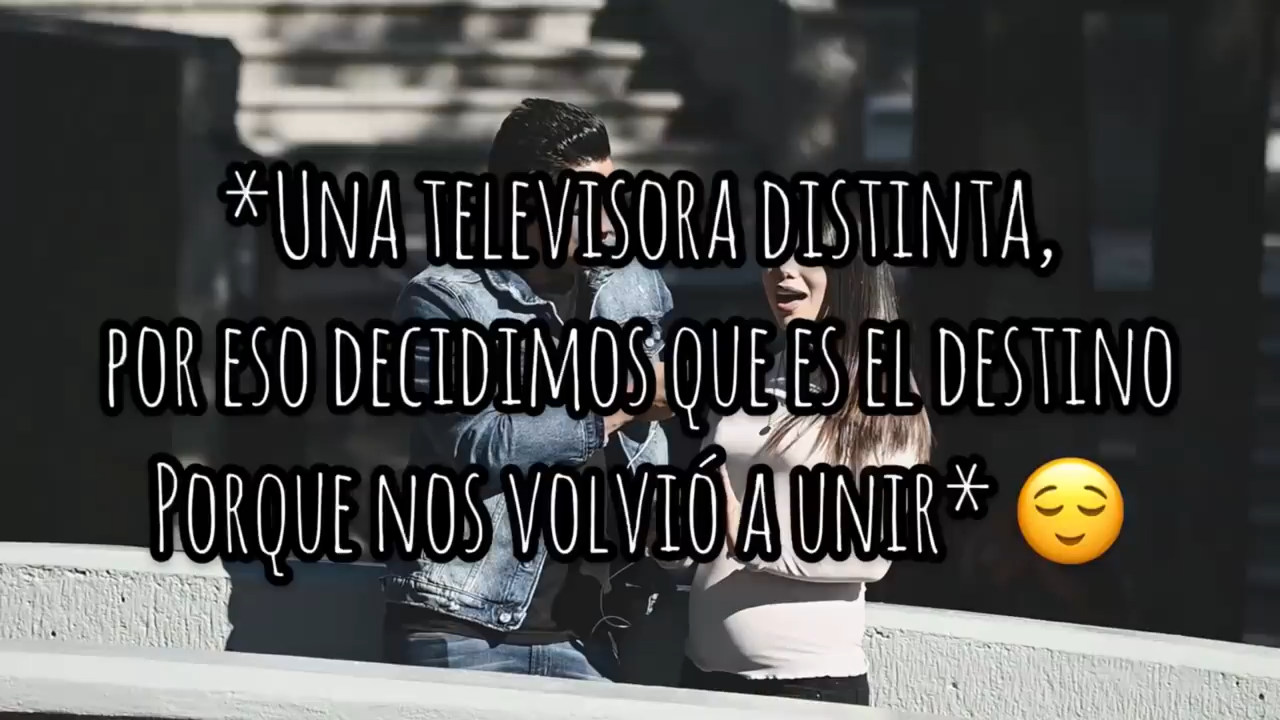 *Una televisora distinta,
por eso decidimos que es el destino
Porque nos volvió a unir* 😌